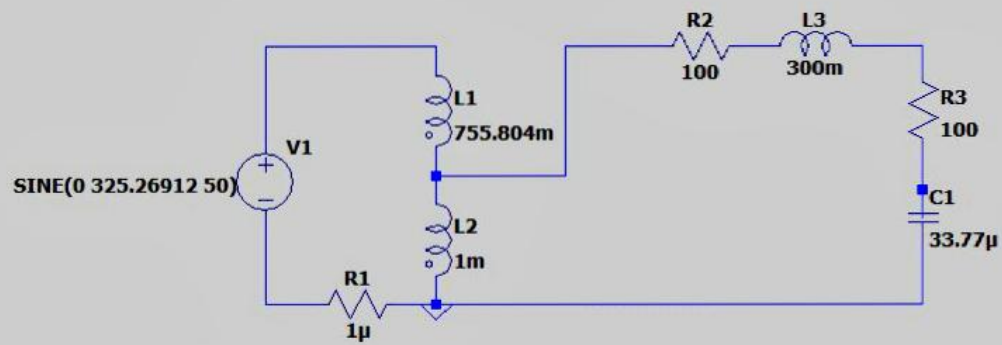 R2
100
L3
300m
L1
755.804m
R3
100
V1
SINE(0 325.26912 50)
C1
33.77µ
L2
1m
R1
1µ